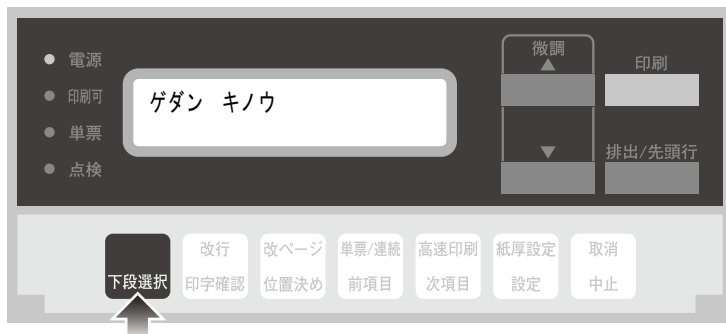 電源
印刷可
単票
点検
ゲダン キノウ
微調
▲
▼
印刷
排出/先頭行
下段選択
改行
印字確認
改ページ
位置決め
単票/連続
前項目
高速印刷
次項目
紙厚設定
設定
取消
中止